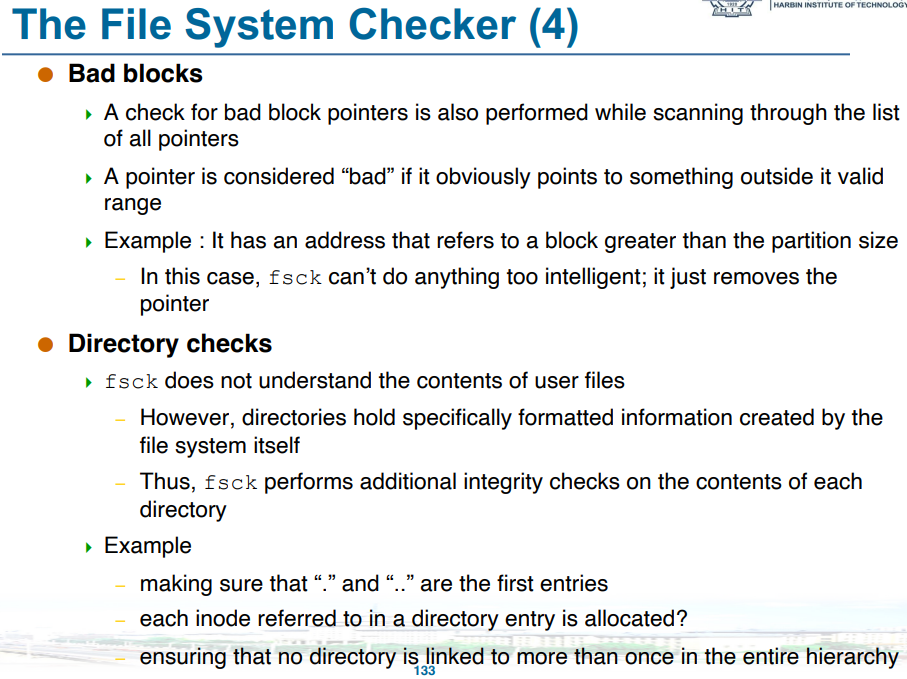 The File System Checker (4)
HARBIN INSTITUTE OF TECHNOLOGY
HIT
Bad blocks
A check for bad block pointers is also performed while scanning through the list
of all pointers
A pointer is considered “bad” if it obviously points to something outside it valid
range
Example : It has an address that refers to a block greater than the partition size
– In this case, fsck can’t do anything too intelligent; it just removes the
pointer
Directory checks
fsck does not understand the contents of user files
– However, directories hold specifically formatted information created by the
file system itself
– Thus, fsck performs additional integrity checks on the contents of each
directory
Example
– making sure that “.” and “..” are the first entries
– each inode referred to in a directory entry is allocated?
– ensuring that no directory is linked to more than once in the entire hierarchy
133